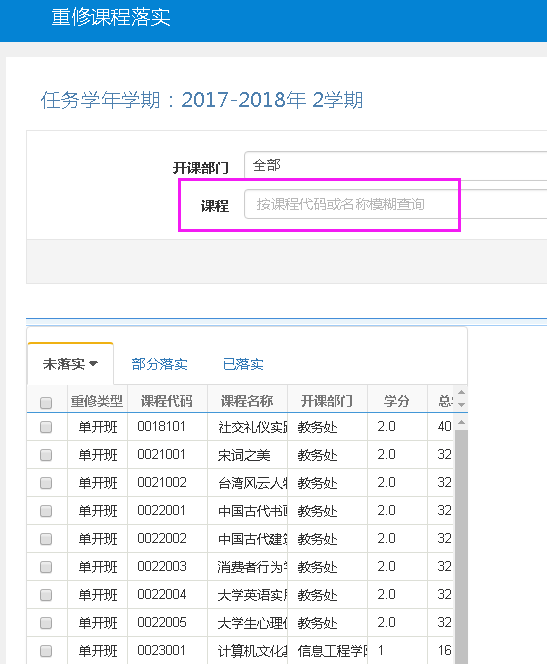 重修课程落实
任务学年学期：2017-2018年 2学期
开课部门 全部
课程 按课程代码或名称模糊查询
未落实 部分落实 已落实
重修类型 课程代码 课程名称 开课部门 学分 总
单开班 0018101 社交礼仪实 教务处 2.0 40
单开班 0021001 宋词之美 教务处 2.0 32
单开班 0021002 台湾风云人 教务处 2.0 32
单开班 0022001 中国古代书 教务处 2.0 32
单开班 0022002 中国古代建 教务处 2.0 32
单开班 0022003 消费者行为 教务处 2.0 32
单开班 0022004 大学英语实 教务处 2.0 32
单开班 0022005 大学生心理 教务处 2.0 32
单开班 0023001 计算机文化 信息工程学 1 16